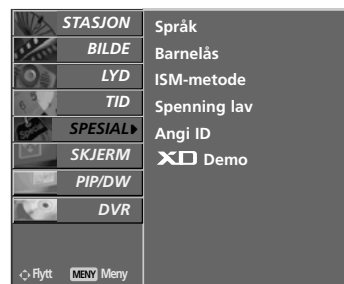 STASJON
BILDE
LYD
TID
SPESIAL
SKJERM
PIP/DW
DVR
Flytt MENY Meny
Språk
Barnelås
ISM-metode
Spenning lav
Angi ID
XD Demo